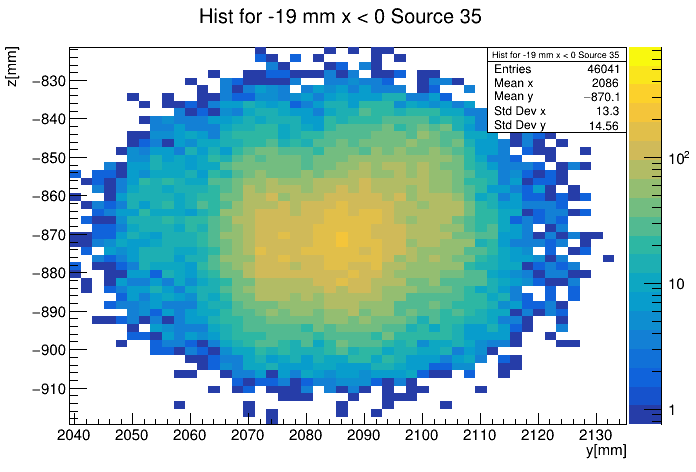 Hist for -19 mm x < 0 Source 35
z[mm]
Hist for -19 mm x < 0 Source 35
Entries 46041
Mean x 2086
Mean y −870.1
Std Dev x 13.3
Std Dev y 14.56
−830
−840
−850
−860
−870
−880
−890
−900
−910
10²
10
1
2040 2050 2060 2070 2080 2090 2100 2110 2120 2130
y[mm]